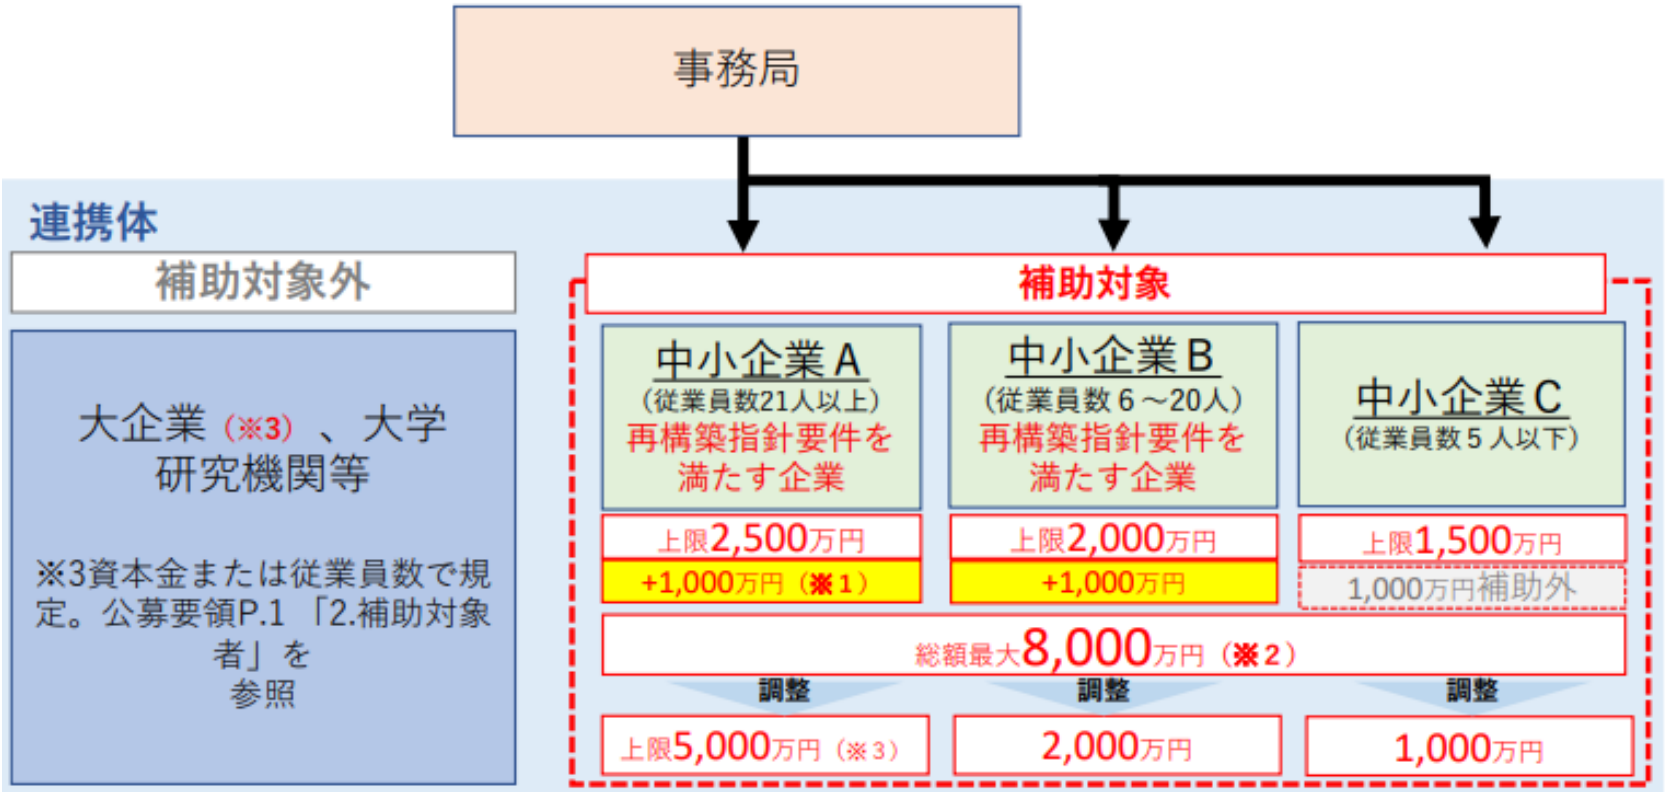 事務局
連携体
補助対象外
大企業（※3）、大学
研究機関等
※3資本金または従業員数で規
定。公募要領P.1「2.補助対象
者」を
参照
補助対象
中小企業A
（従業員数21人以上）
再構築指針要件を
満たす企業
上限2,500万円
+1,000万円（※1）
中小企業B
（従業員数6～20人）
再構築指針要件を
満たす企業
上限2,000万円
+1,000万円
中小企業C
（従業員数5人以下）
上限1,500万円
1,000万円補助外
総額最大8,000万円（※2）
調整
調整
調整
上限5,000万円（※3）
2,000万円
1,000万円